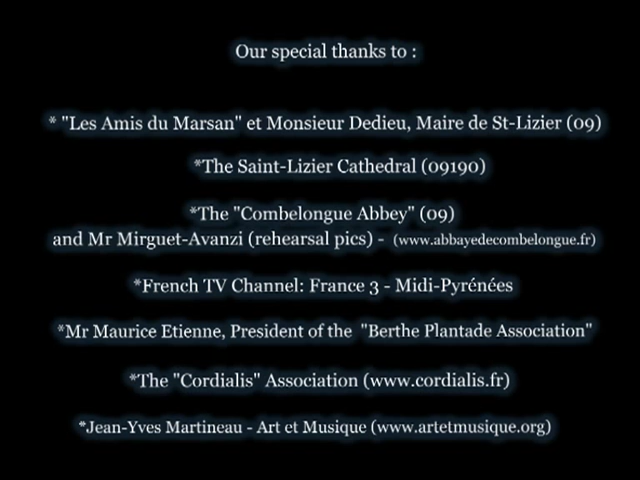 Our special thanks to :
* "Les Amis du Marsan" et Monsieur Dedieu, Maire de St-Lizier (09)
*The Saint-Lizier Cathedral (09190)
*The "Combelongue Abbey" (09)
and Mr Mirguet-Avanzi (rehearsal pics) - (www.abbayedecombelongue.fr)
*French TV Channel: France 3 - Midi-Pyrénées
*Mr Maurice Etienne, President of the "Berthe Plantade Association"
*The "Cordialis" Association (www.cordialis.fr)
*Jean-Yves Martineau - Art et Musique (www.artetmusique.org)